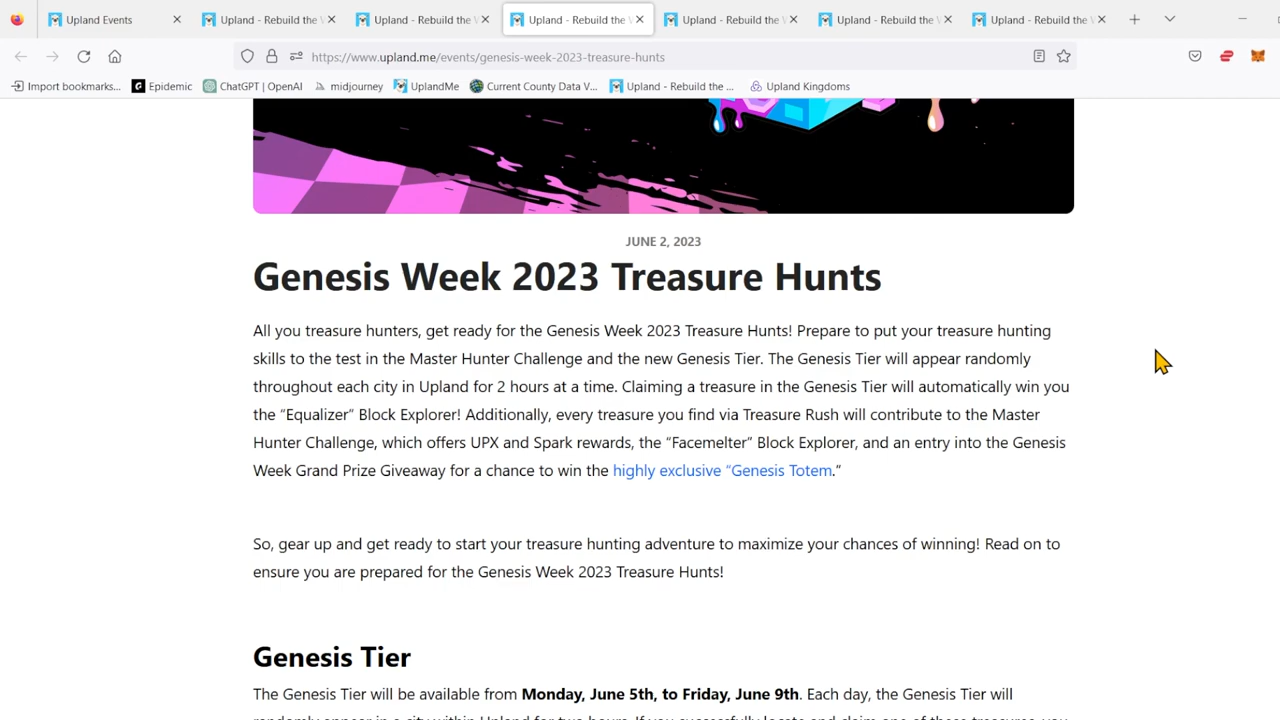 Upland Events
Upland - Rebuild the
Upland - Rebuild the
Upland - Rebuild the
Upland - Rebuild the
Upland - Rebuild the
Upland - Rebuild the
https://www.upland.me/events/genesis-week-2023-treasure-hunts
Import bookmarks...
Epidemic
ChatGPT | OpenAI
midjourney
UplandMe
Current County Data V...
Upland - Rebuild the ...
Upland Kingdoms
JUNE 2, 2023
Genesis Week 2023 Treasure Hunts
All you treasure hunters, get ready for the Genesis Week 2023 Treasure Hunts! Prepare to put your treasure hunting
skills to the test in the Master Hunter Challenge and the new Genesis Tier. The Genesis Tier will appear randomly
throughout each city in Upland for 2 hours at a time. Claiming a treasure in the Genesis Tier will automatically win you
the “Equalizer” Block Explorer! Additionally, every treasure you find via Treasure Rush will contribute to the Master
Hunter Challenge, which offers UPX and Spark rewards, the “Facemelter” Block Explorer, and an entry into the Genesis
Week Grand Prize Giveaway for a chance to win the highly exclusive “Genesis Totem.”
So, gear up and get ready to start your treasure hunting adventure to maximize your chances of winning! Read on to
ensure you are prepared for the Genesis Week 2023 Treasure Hunts!
Genesis Tier
The Genesis Tier will be available from Monday, June 5th, to Friday, June 9th. Each day, the Genesis Tier will